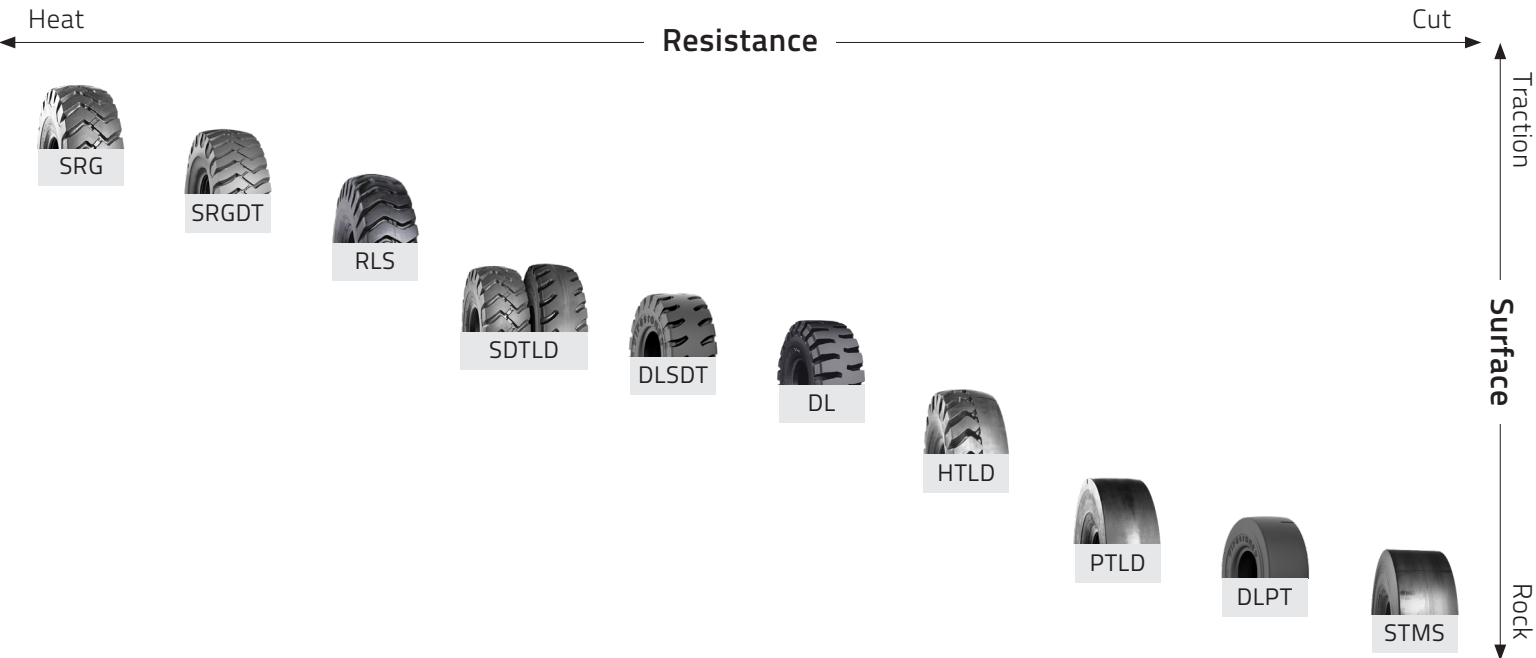 Heat
Cut
Resistance
Traction
SRG
SRGDT
RLS
SDTLD
DLSDT
Surface
DL
HTLD
PTLD
DLPT
Rock
STMS